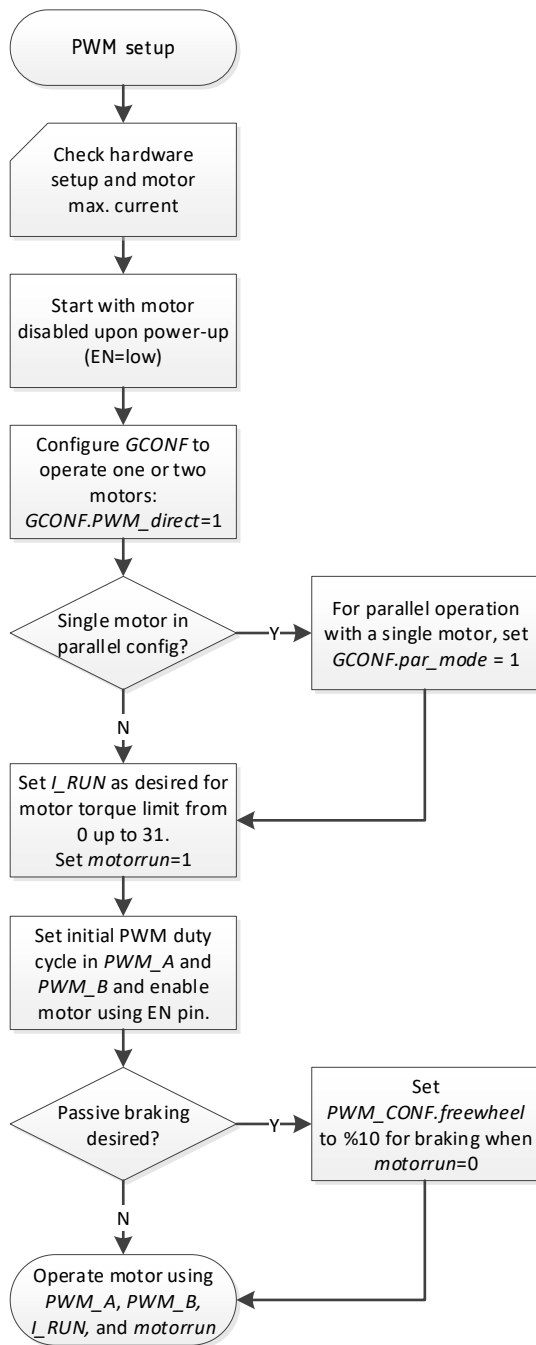 PWM setup
Check hardware
setup and motor
max. current
Start with motor
disabled upon power-up
(EN=low)
Configure GCONF to
operate one or two
motors:
GCONF.PWM_direct=1
Single motor in
parallel config?
Y
For parallel operation
with a single motor, set
GCONF.par_mode = 1
N
Set I_RUN as desired for
motor torque limit from
0 up to 31.
Set motorrun=1
Set initial PWM duty
cycle in PWM_A and
PWM_B and enable
motor using EN pin.
Passive braking
desired?
Y
Set
PWM_CONF.freewheel
to %10 for braking when
motorrun=0
N
Operate motor using
PWM_A, PWM_B,
I_RUN, and motorrun